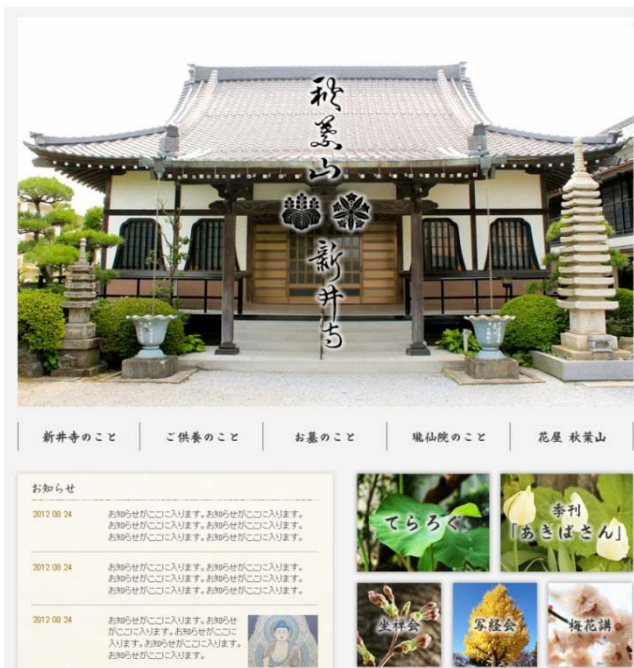 秋葉山
新井寺
新井寺のこと
ご供養のこと
お墓のこと
瓏仙院のこと
花屋 秋葉山
お知らせ
2012 08 24
お知らせがここに入ります。お知らせがここに入ります。
お知らせがここに入ります。お知らせがここに入ります。
お知らせがここに入ります。お知らせがここに入ります。
2012 08 24
お知らせがここに入ります。お知らせがここに入ります。
お知らせがここに入ります。お知らせがここに入ります。
お知らせがここに入ります。お知らせがここに入ります。
2012 08 24
お知らせがここに入ります。お知らせ
がここに入ります。お知らせがここに
入ります。お知らせがここに入ります。
お知らせがここに入ります。
てらろぐ
季刊
「あきばさん」
坐禅会
写経会
梅花講